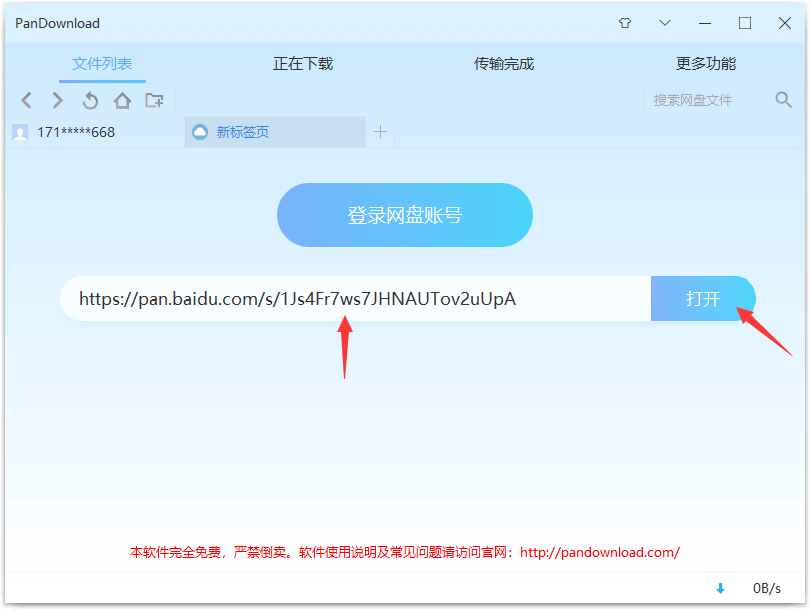 PanDownload
文件列表 正在下载 传输完成 更多功能
搜索网盘文件
171*****668 新标签页
登录网盘账号
https://pan.baidu.com/s/1Js4Fr7ws7JHNAUTov2uUpA 打开
本软件完全免费，严禁倒卖。软件使用说明及常见问题请访问官网：http://pandownload.com/
0B/s